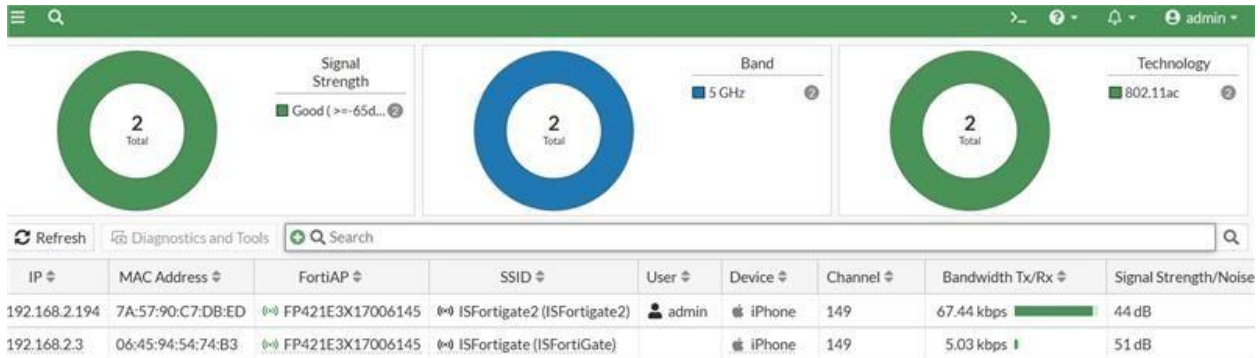 admin
Signal Strength
Good ( >=-65d... 2
2
Total
Band
5 GHz 2
2
Total
Technology
802.11ac 2
2
Total
Refresh Diagnostics and Tools Search
IP MAC Address FortiAP SSID User Device Channel Bandwidth Tx/Rx Signal Strength/Noise
192.168.2.194 7A:57:90:C7:DB:ED FP421E3X17006145 ISFortigate2 (ISFortigate2) admin iPhone 149 67.44 kbps 44 dB
192.168.2.3 06:45:94:54:74:B3 FP421E3X17006145 ISFortigate (ISFortiGate) iPhone 149 5.03 kbps 51 dB